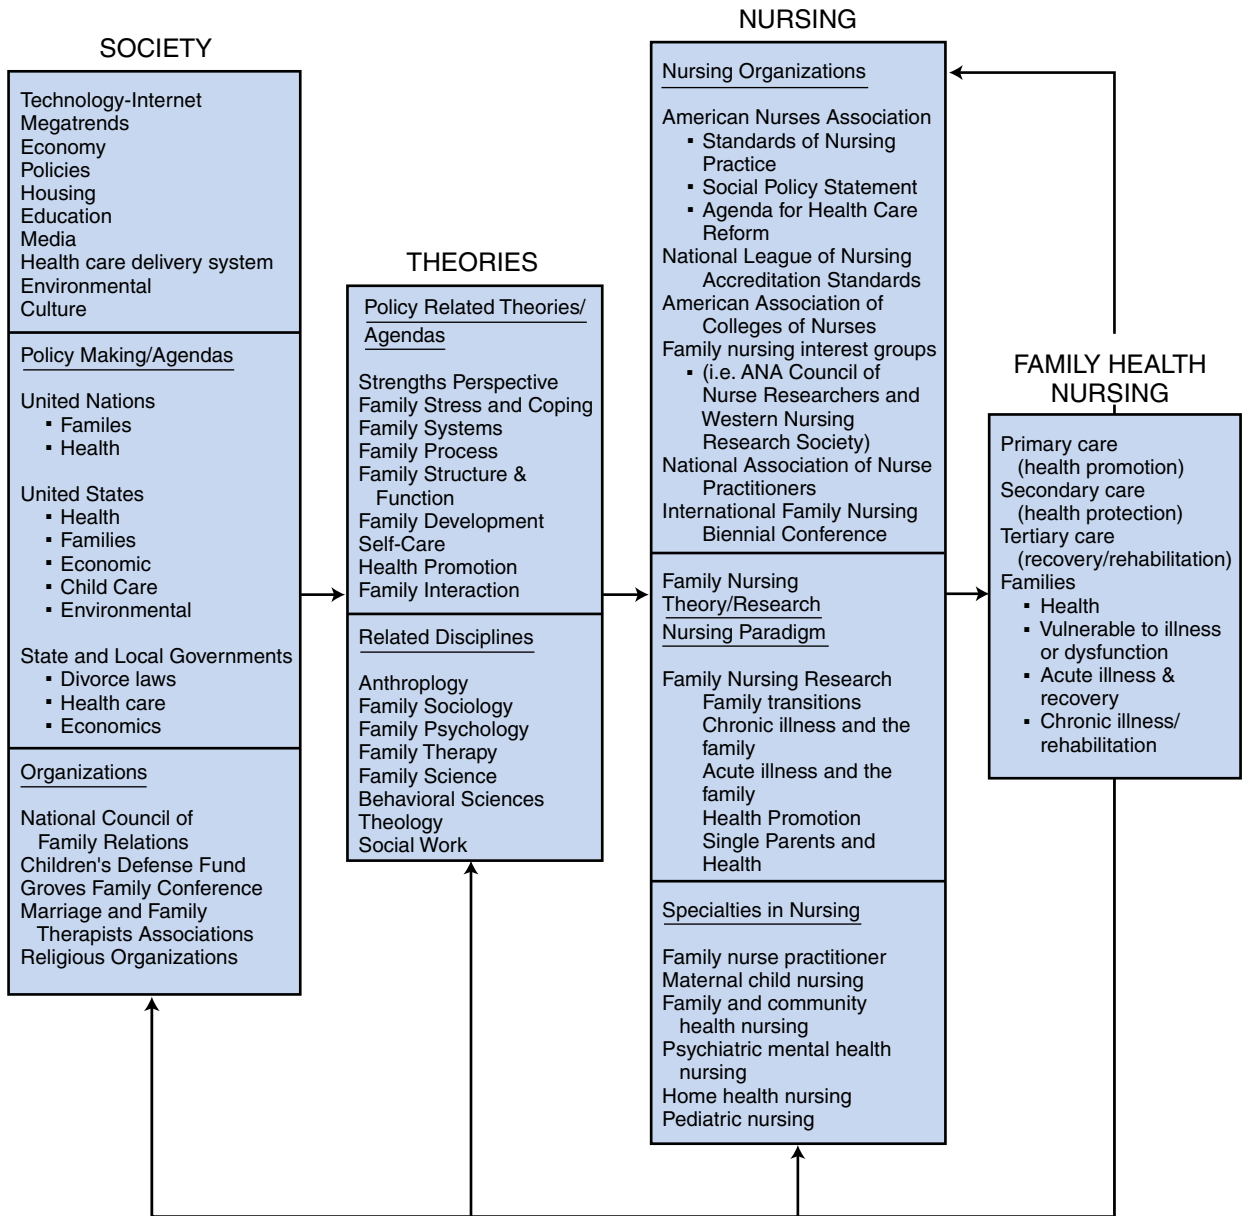 SOCIETY
Technology-Internet
Megatrends
Economy
Policies
Housing
Education
Media
Health care delivery system
Environmental
Culture
Policy Making/Agendas
United Nations
▪ Familes
▪ Health
United States
▪ Health
▪ Families
▪ Economic
▪ Child Care
▪ Environmental
State and Local Governments
▪ Divorce laws
▪ Health care
▪ Economics
Organizations
National Council of
Family Relations
Children's Defense Fund
Groves Family Conference
Marriage and Family
Therapists Associations
Religious Organizations
THEORIES
Policy Related Theories/
Agendas
Strengths Perspective
Family Stress and Coping
Family Systems
Family Process
Family Structure &
Function
Family Development
Self-Care
Health Promotion
Family Interaction
Related Disciplines
Anthroplogy
Family Sociology
Family Psychology
Family Therapy
Family Science
Behavioral Sciences
Theology
Social Work
NURSING
Nursing Organizations
American Nurses Association
▪ Standards of Nursing
Practice
▪ Social Policy Statement
▪ Agenda for Health Care
Reform
National League of Nursing
Accreditation Standards
American Association of
Colleges of Nurses
Family nursing interest groups
▪ (i.e. ANA Council of
Nurse Researchers and
Western Nursing
Research Society)
National Association of Nurse
Practitioners
International Family Nursing
Biennial Conference
Family Nursing
Theory/Research
Nursing Paradigm
Family Nursing Research
Family transitions
Chronic illness and the
family
Acute illness and the
family
Health Promotion
Single Parents and
Health
Specialties in Nursing
Family nurse practitioner
Maternal child nursing
Family and community
health nursing
Psychiatric mental health
nursing
Home health nursing
Pediatric nursing
FAMILY HEALTH
NURSING
Primary care
(health promotion)
Secondary care
(health protection)
Tertiary care
(recovery/rehabilitation)
Families
▪ Health
▪ Vulnerable to illness
or dysfunction
▪ Acute illness &
recovery
▪ Chronic illness/
rehabilitation